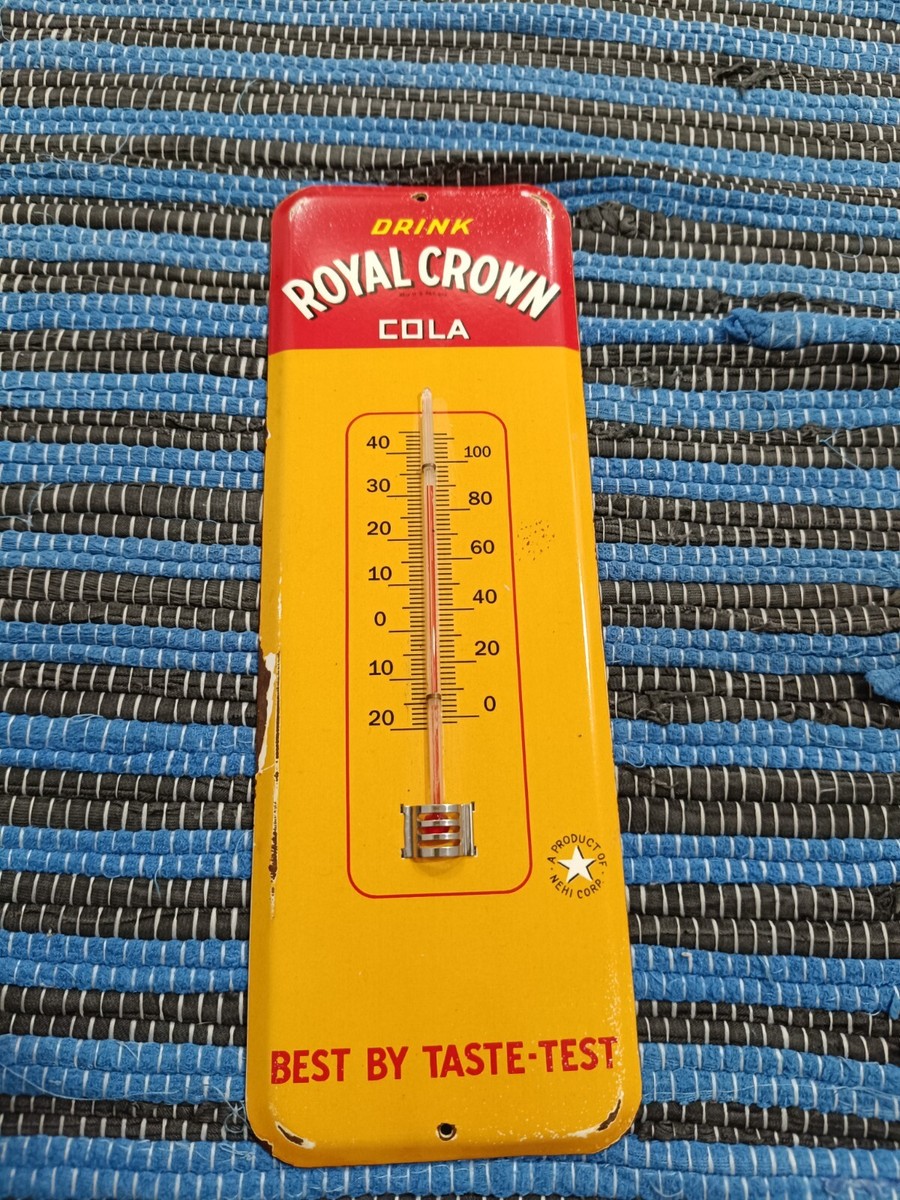 DRINK
ROYAL CROWN
COLA
40
100
30
80
20
60
10
40
0
20
10
0
20
A PRODUCT OF
NEHI CORP.
BEST BY TASTE-TEST